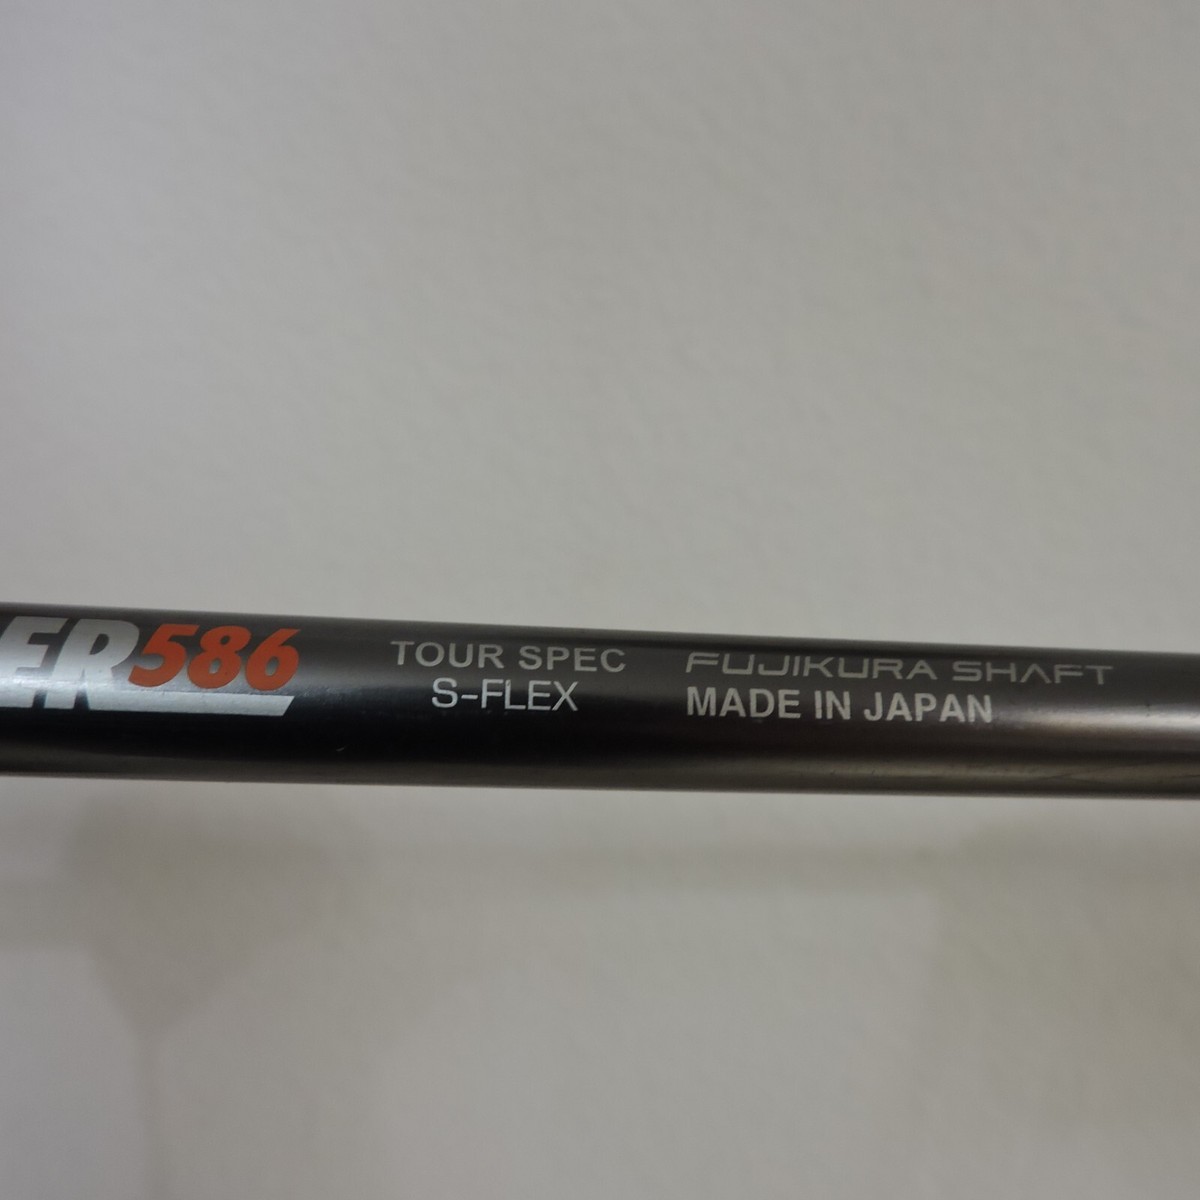 ER586
TOUR SPEC
S-FLEX
FUJIKURA SHAFT
MADE IN JAPAN